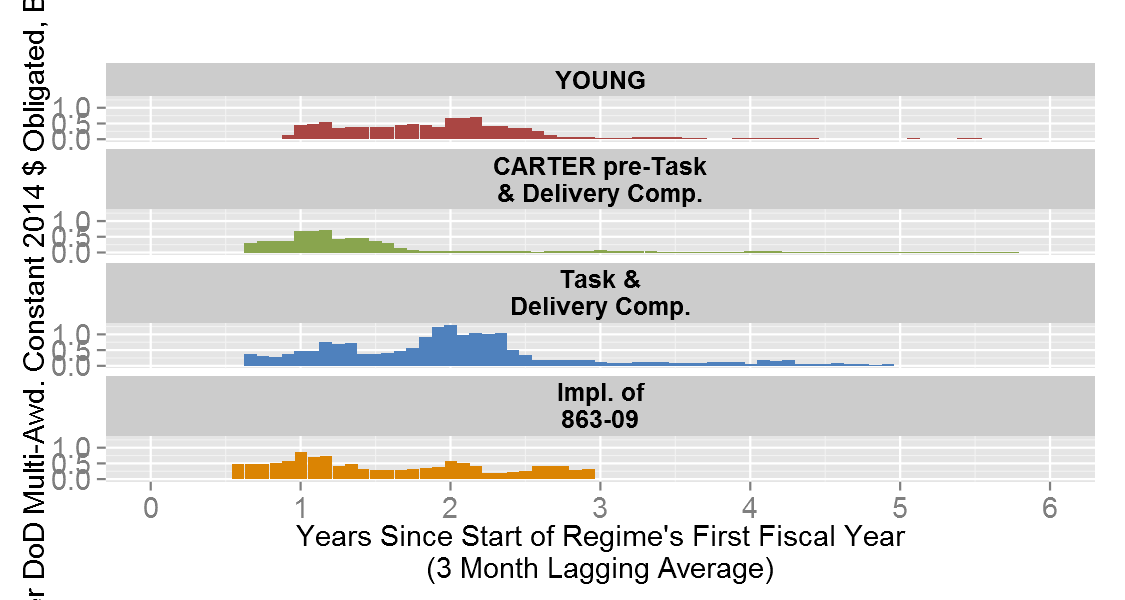 er DoD Multi-Awd. Constant 2014 $ Obligated, B
YOUNG
1.0
0.5
0.0
CARTER pre-Task
& Delivery Comp.
1.0
0.5
0.0
Task &
Delivery Comp.
1.0
0.5
0.0
Impl. of
863-09
1.0
0.5
0.0
0 1 2 3 4 5 6
Years Since Start of Regime's First Fiscal Year
(3 Month Lagging Average)